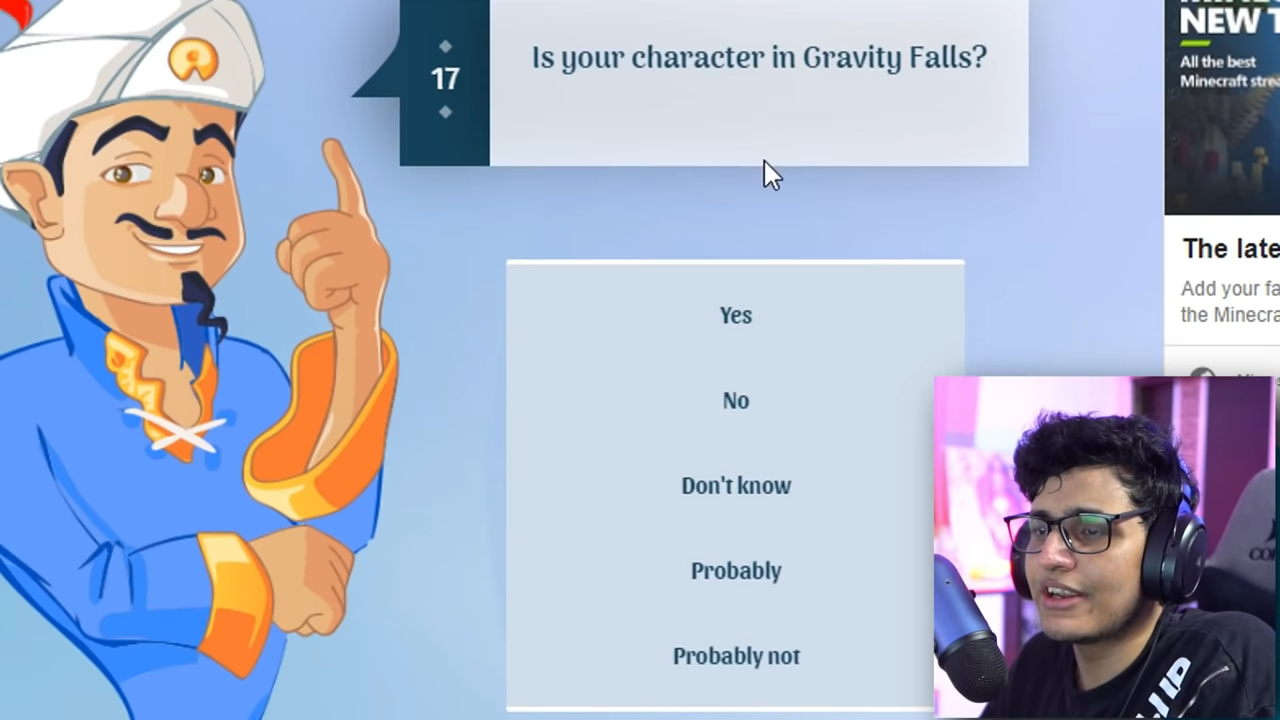 17
Is your character in Gravity Falls?
Yes
No
Don't know
Probably
Probably not
NEW T
All the best
Minecraft strea
The late
Add your fa
the Minecra